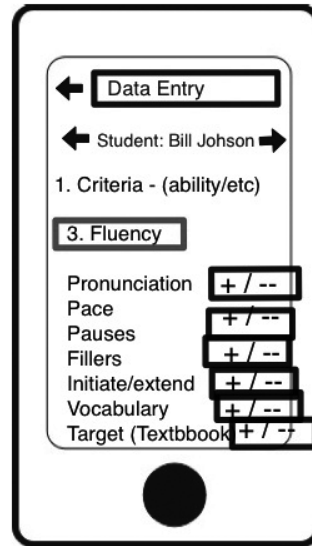 Data Entry
Student: Bill Johson
1. Criteria - (ability/etc)
3. Fluency
Pronunciation + / --
Pace + / --
Pauses + / --
Fillers + / --
Initiate/extend + / --
Vocabulary + / --
Target (Textbbook + / --